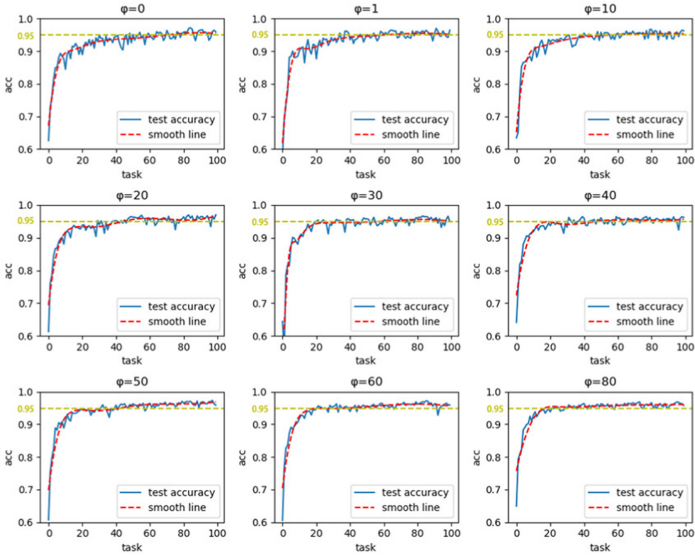 φ=0 φ=1 φ=10
1.0 1.0 1.0
0.95 0.95 0.95
0.9 0.9 0.9
acc 0.8 acc 0.8 acc 0.8
0.7 test accuracy 0.7 test accuracy 0.7 test accuracy
smooth line smooth line smooth line
0.6 0.6 0.6
0 20 40 60 80 100 0 20 40 60 80 100 0 20 40 60 80 100
task task task
φ=20 φ=30 φ=40
1.0 1.0 1.0
0.95 0.95 0.95
0.9 0.9 0.9
acc 0.8 acc 0.8 acc 0.8
0.7 test accuracy 0.7 test accuracy 0.7 test accuracy
smooth line smooth line smooth line
0.6 0.6 0.6
0 20 40 60 80 100 0 20 40 60 80 100 0 20 40 60 80 100
task task task
φ=50 φ=60 φ=80
1.0 1.0 1.0
0.95 0.95 0.95
0.9 0.9 0.9
acc 0.8 acc 0.8 acc 0.8
0.7 test accuracy 0.7 test accuracy 0.7 test accuracy
smooth line smooth line smooth line
0.6 0.6 0.6
0 20 40 60 80 100 0 20 40 60 80 100 0 20 40 60 80 100
task task task